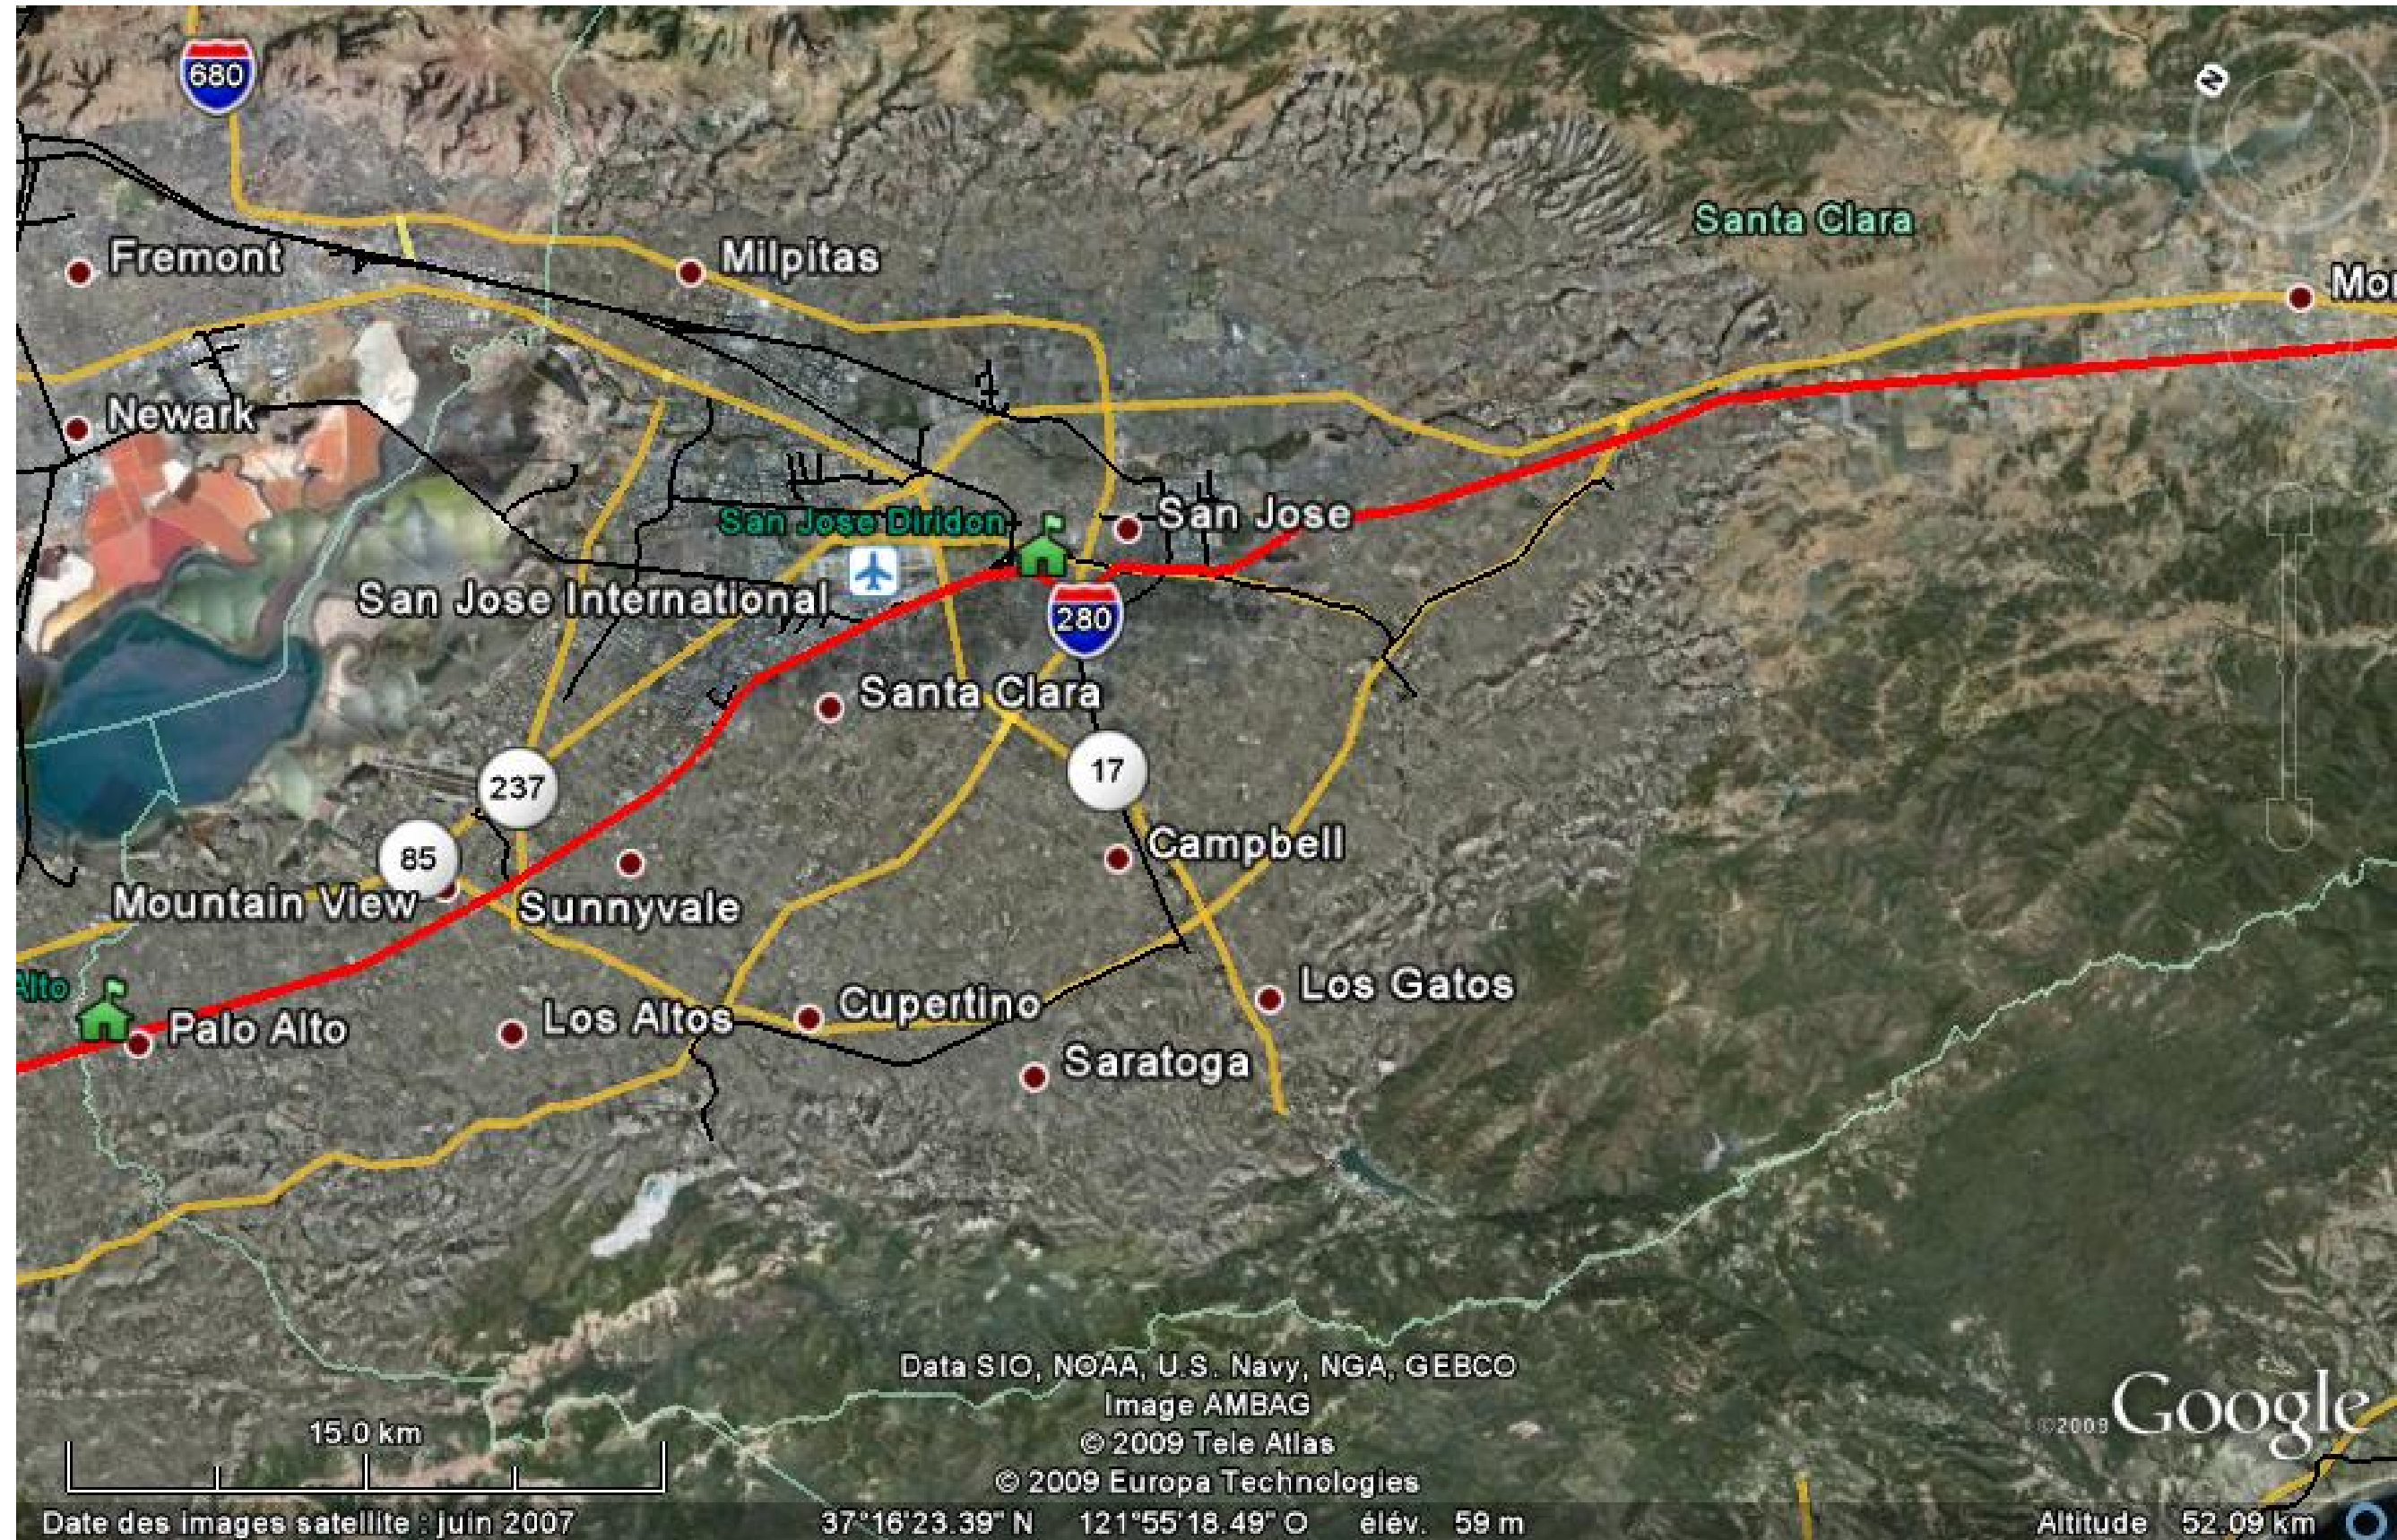 680
N
Santa Clara
Fremont
Milpitas
Mor
Newark
San Jose Diridon
San Jose
San Jose International
280
Santa Clara
237
17
85
Campbell
Mountain View
Sunnyvale
Alto
Palo Alto
Los Altos
Cupertino
Los Gatos
Saratoga
Data SIO, NOAA, U.S. Navy, NGA, GEBCO
Image AMBAG
© 2009 Tele Atlas
© 2009 Europa Technologies
©2009 Google
15.0 km
Date des images satellite : juin 2007
37°16'23.39" N 121°55'18.49" O élév. 59 m
Altitude 52.09 km